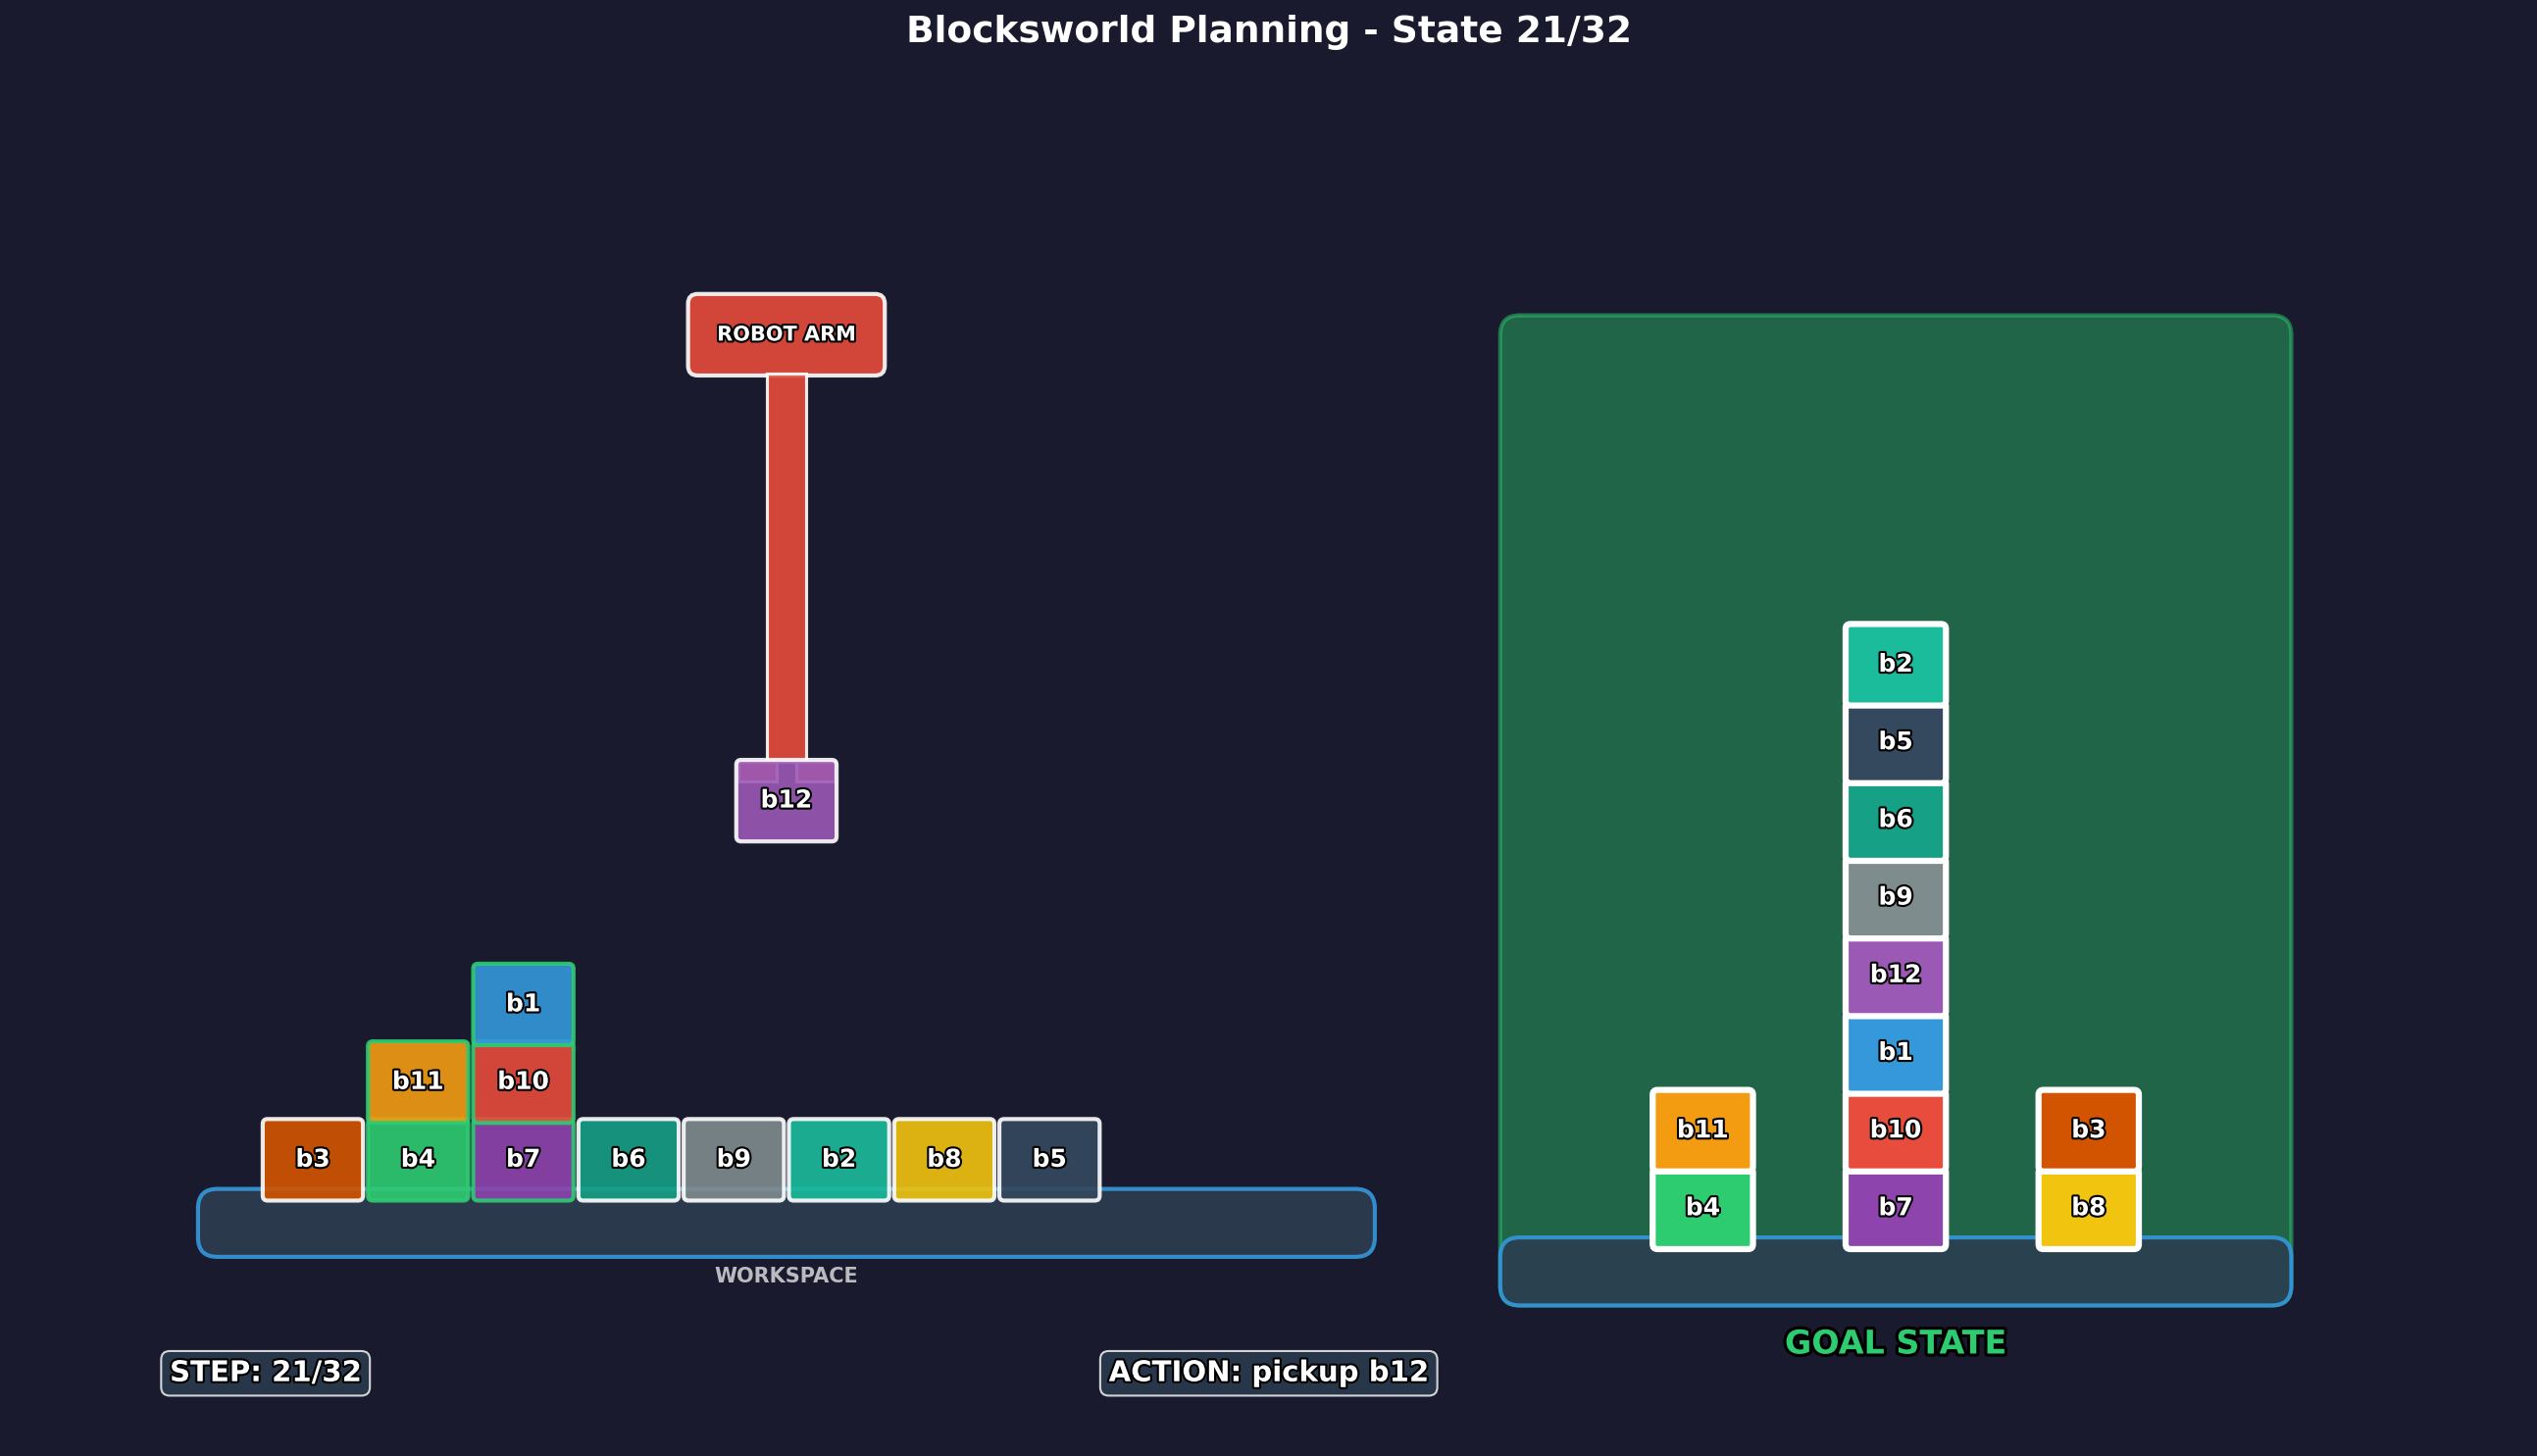 Blocksworld Planning - State 21/32
ROBOT ARM
b12
b1
b11
b10
b3
b4
b7
b6
b9
b2
b8
b5
WORKSPACE
b2
b5
b6
b9
b12
b1
b11
b10
b3
b4
b7
b8
GOAL STATE
STEP: 21/32
ACTION: pickup b12